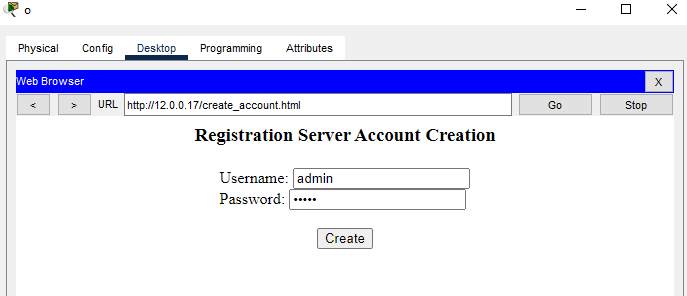 o
Physical Config Desktop Programming Attributes
Web Browser X
< > URL http://12.0.0.17/create_account.html Go Stop
Registration Server Account Creation
Username: admin
Password: •••••
Create